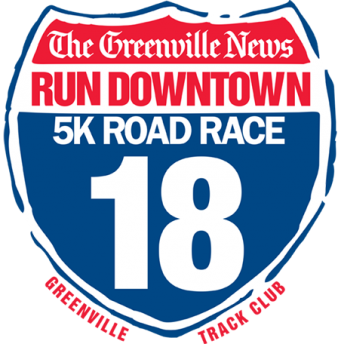 The Greenville News
RUN DOWNTOWN
5K ROAD RACE
18
GREENVILLE TRACK CLUB